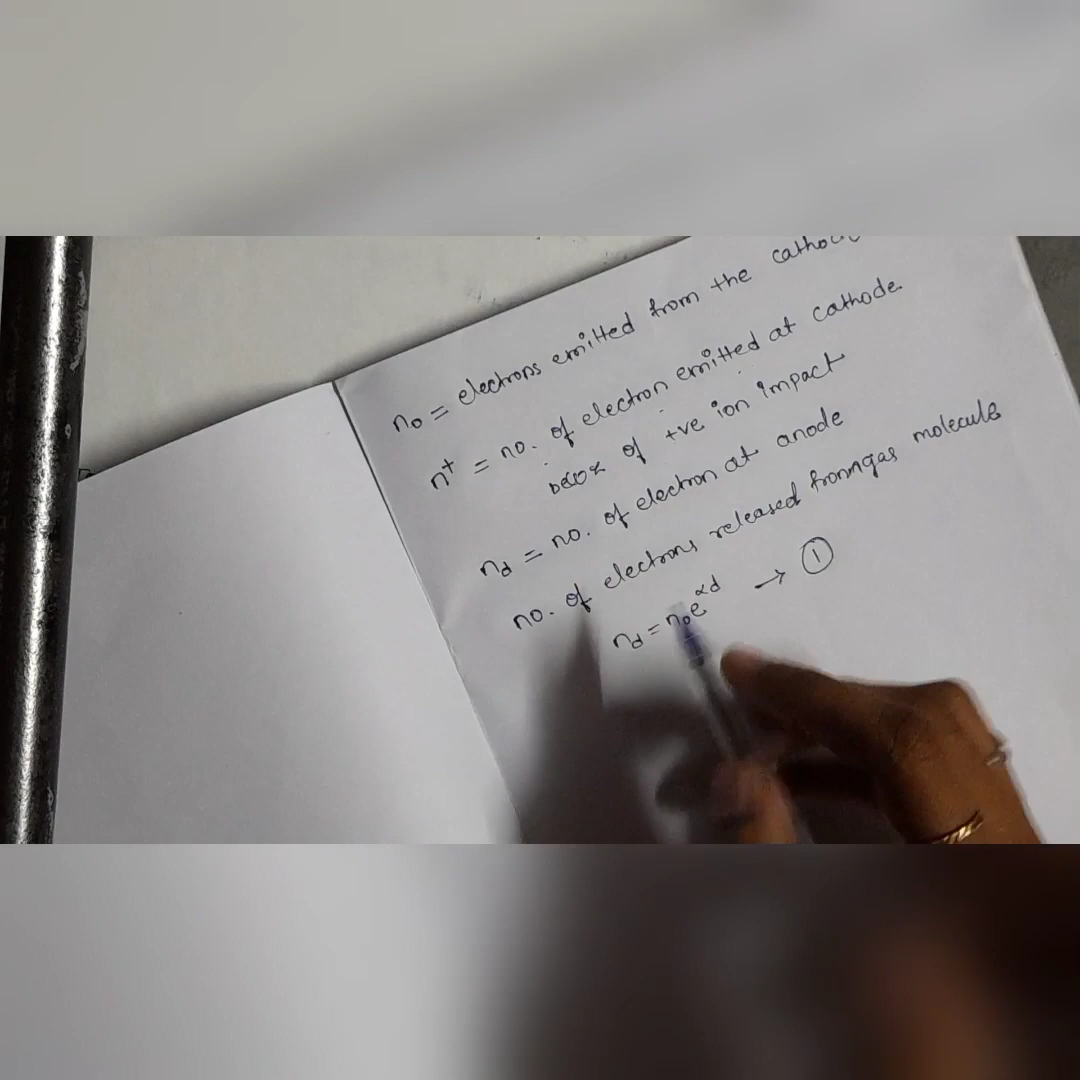 n₀ = electrons emitted from the
n⁺ = no. of electron emitted at cathode
of +ve ion impact
n_d = no. of electron at anode
no. of electrons released from gas molecule
n_d = n₀e^αd → ①